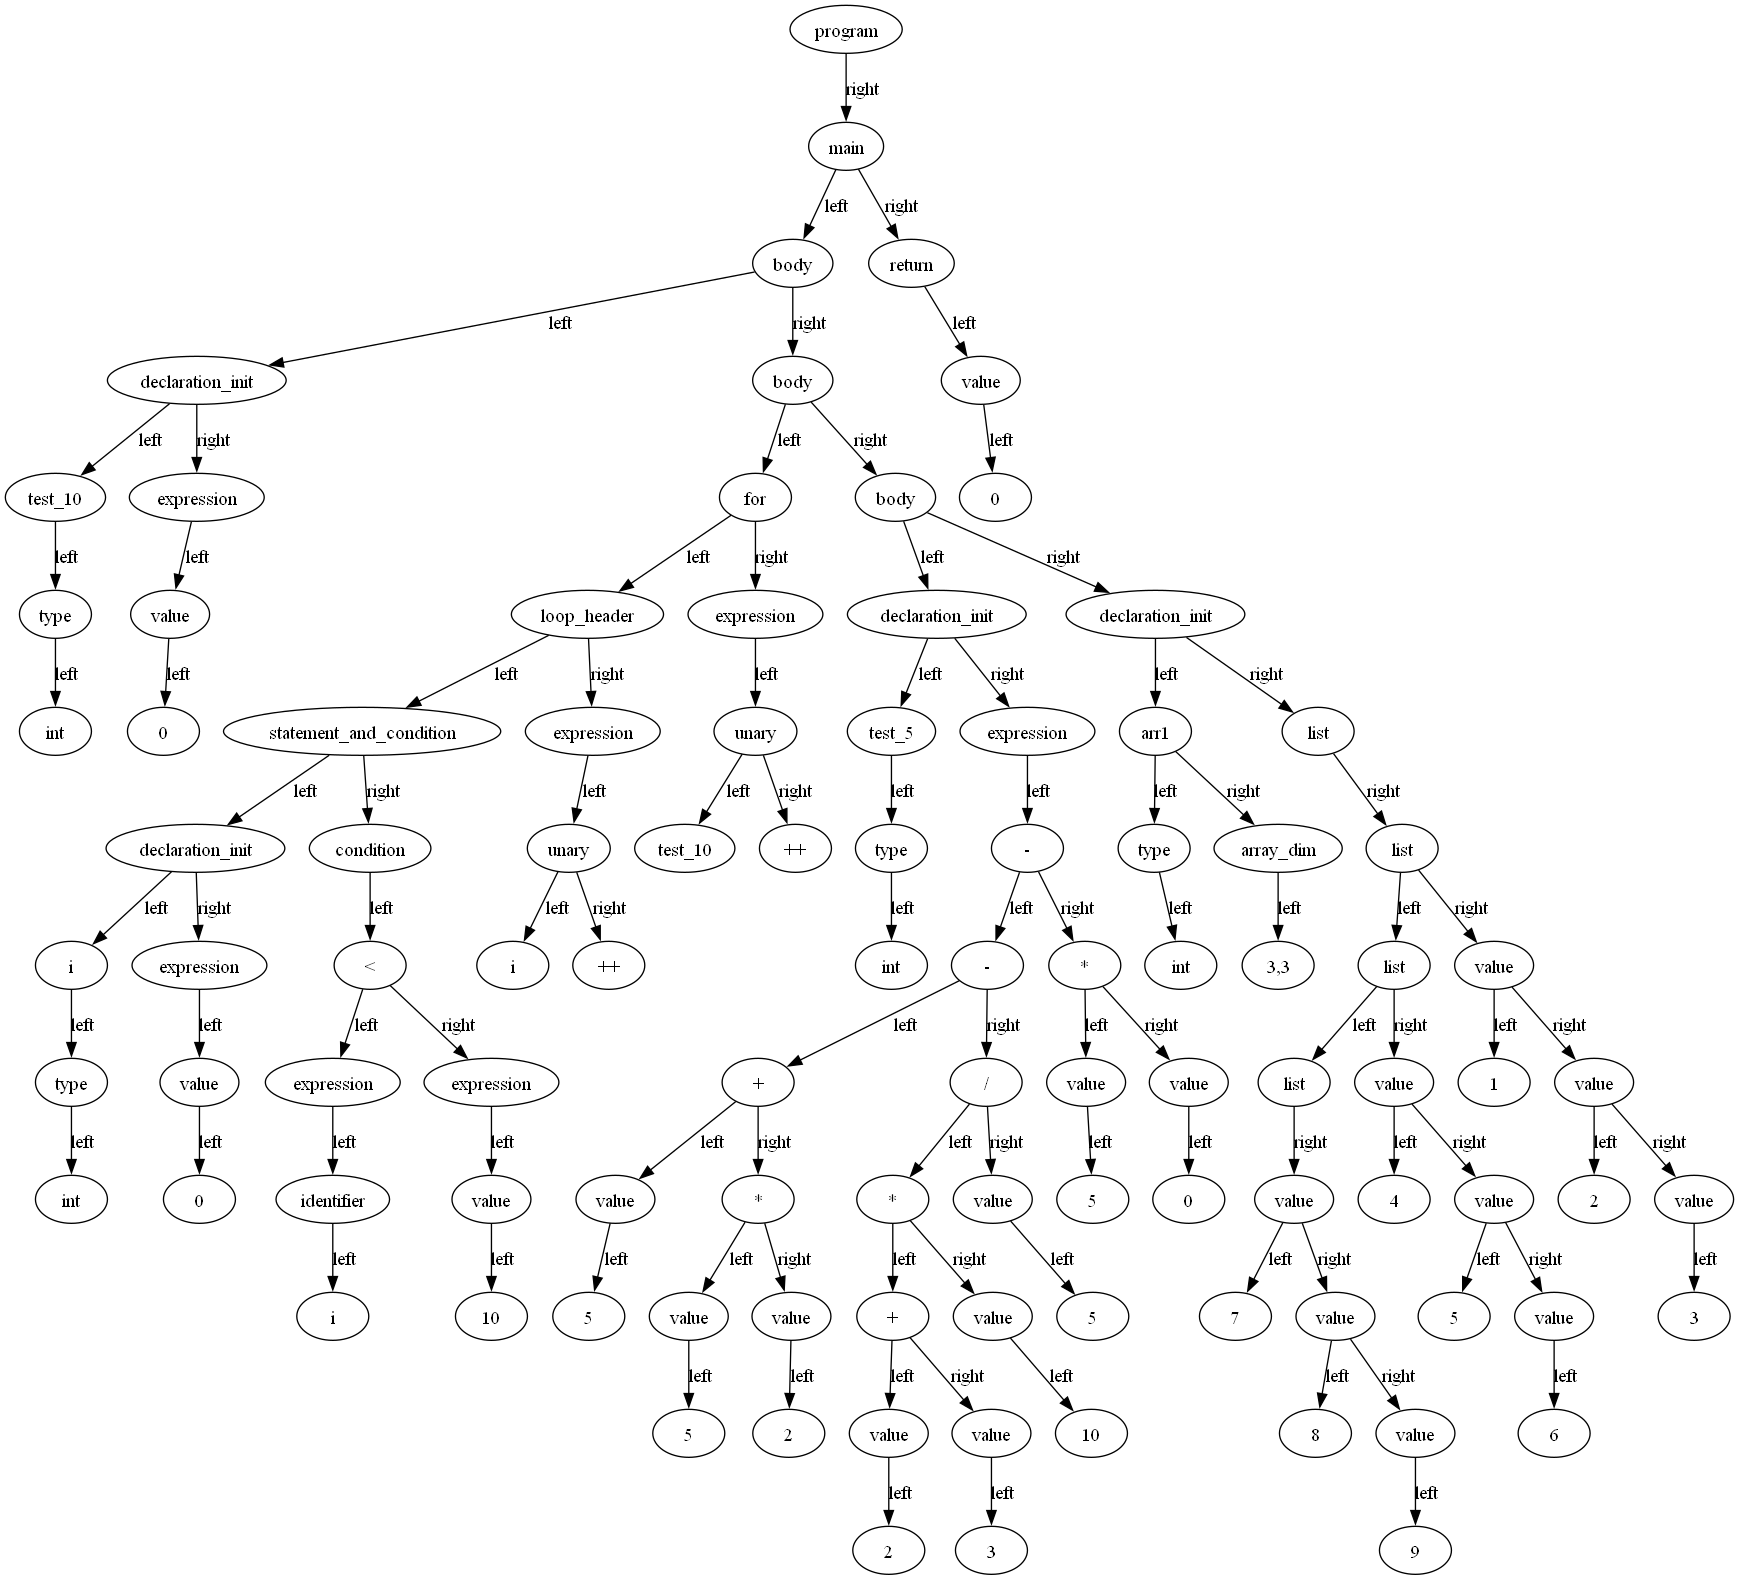 program
right
main
left right
body return
left right left
declaration_init body value
left right left right left
test_10 expression for body 0
left left left right left right
type value loop_header expression declaration_init declaration_init
left left left right left left right left right
int 0 statement_and_condition expression unary test_5 expression arr1 list
left right left left right left left left right right
declaration_init condition unary test_10 ++ type - type array_dim list
left right left left right left left right left left left right
i expression < i ++ int - * int 3,3 list value
left left left right left right left right left right left right
type value expression expression + / value value list value 1 value
left left left left left right left right left left right left right left right
int 0 identifier value value * * value 5 0 value 4 value 2 value
left left left left right left right left left right left right left
i 10 5 value value + value 5 7 value 5 value 3
left left left right left left right left
5 2 value value 10 8 value 6
left left left
2 3 9